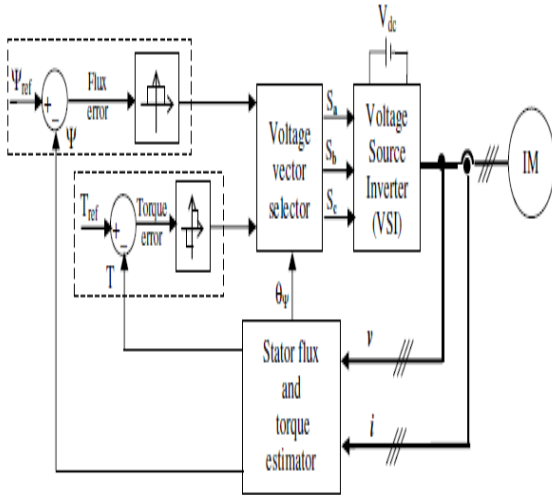 Ψref
+
−
Ψ
Flux
error
Tref
+
−
T
Torque
error
Voltage
vector
selector
Sa
Sb
Sc
Vdc
Voltage
Source
Inverter
(VSI)
IM
θΨ
Stator flux
and
torque
estimator
v
i